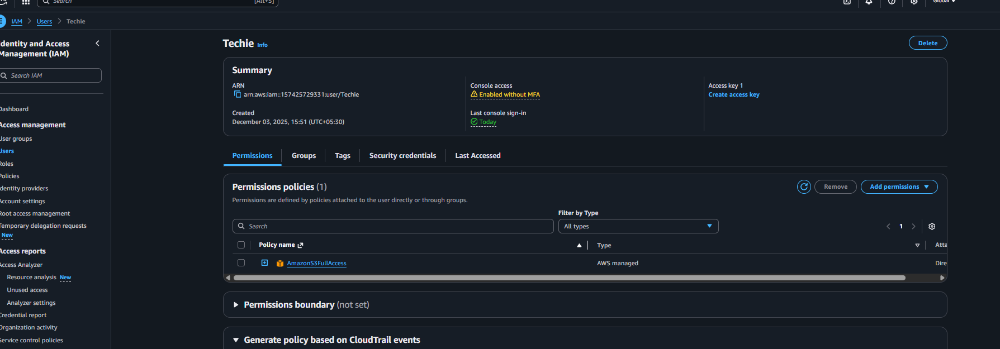 Search
[Alt+S]
Global
IAM > Users > Techie
Identity and Access
Management (IAM)
Search IAM
Dashboard
Access management
User groups
Users
Roles
Policies
Identity providers
Account settings
Root access management
Temporary delegation requests
New
Access reports
Access Analyzer
Resource analysis New
Unused access
Analyzer settings
Credential report
Organization activity
Service control policies
Techie Info
Delete
Summary
ARN
arn:aws:iam::157425729331:user/Techie
Created
December 03, 2025, 15:51 (UTC+05:30)
Console access
Enabled without MFA
Last console sign-in
Today
Access key 1
Create access key
Permissions
Groups
Tags
Security credentials
Last Accessed
Permissions policies (1)
Remove
Add permissions
Permissions are defined by policies attached to the user directly or through groups.
Filter by Type
Search
All types
1
Policy name
Type
Atta
AmazonS3FullAccess
AWS managed
Dire
Permissions boundary (not set)
Generate policy based on CloudTrail events